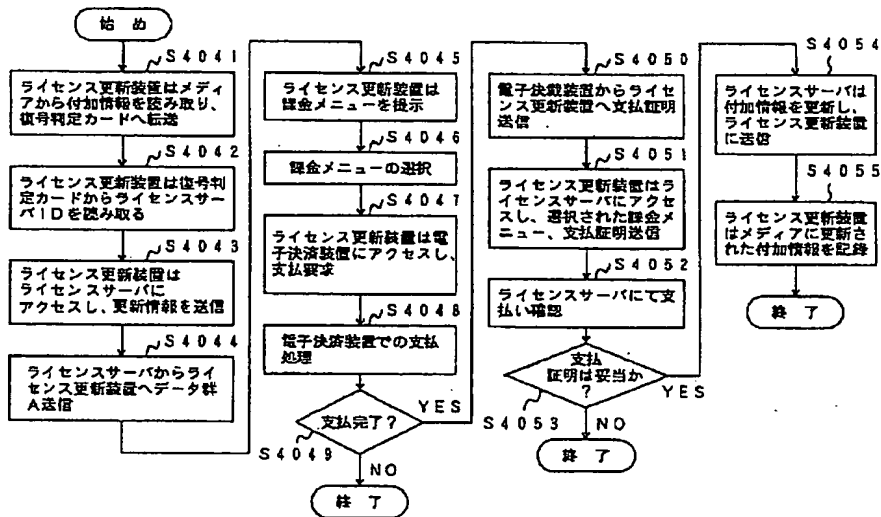 始め
S4041
ライセンス更新装置はメディ
アから付加情報を読み取り、
復号判定カードへ転送
S4042
ライセンス更新装置は復号判
定カードからライセンスサー
バIDを読み取る
S4043
ライセンス更新装置は
ライセンスサーバに
アクセスし、更新情報を送信
S4044
ライセンスサーバからライ
センス更新装置へデータ群
A送信
S4045
ライセンス更新装置は
課金メニューを提示
S4046
課金メニューの選択
S4047
ライセンス更新装置は電
子決済装置にアクセスし、
支払要求
S4048
電子決済装置での支払
処理
支払完了?
YES
S4049
NO
終了
S4050
電子決裁装置からライセ
ンス更新装置へ支払証明
送信
S4051
ライセンス更新装置はラ
イセンスサーバにアクセ
スし、選択された課金メ
ニュー、支払証明送信
S4052
ライセンスサーバにて支
払い確認
支払
証明は妥当か
?
YES
S4053
NO
終了
S4054
ライセンスサーバは
付加情報を更新し、
ライセンス更新装置
に送信
S4055
ライセンス更新装置
はメディアに更新さ
れた付加情報を記録
終了